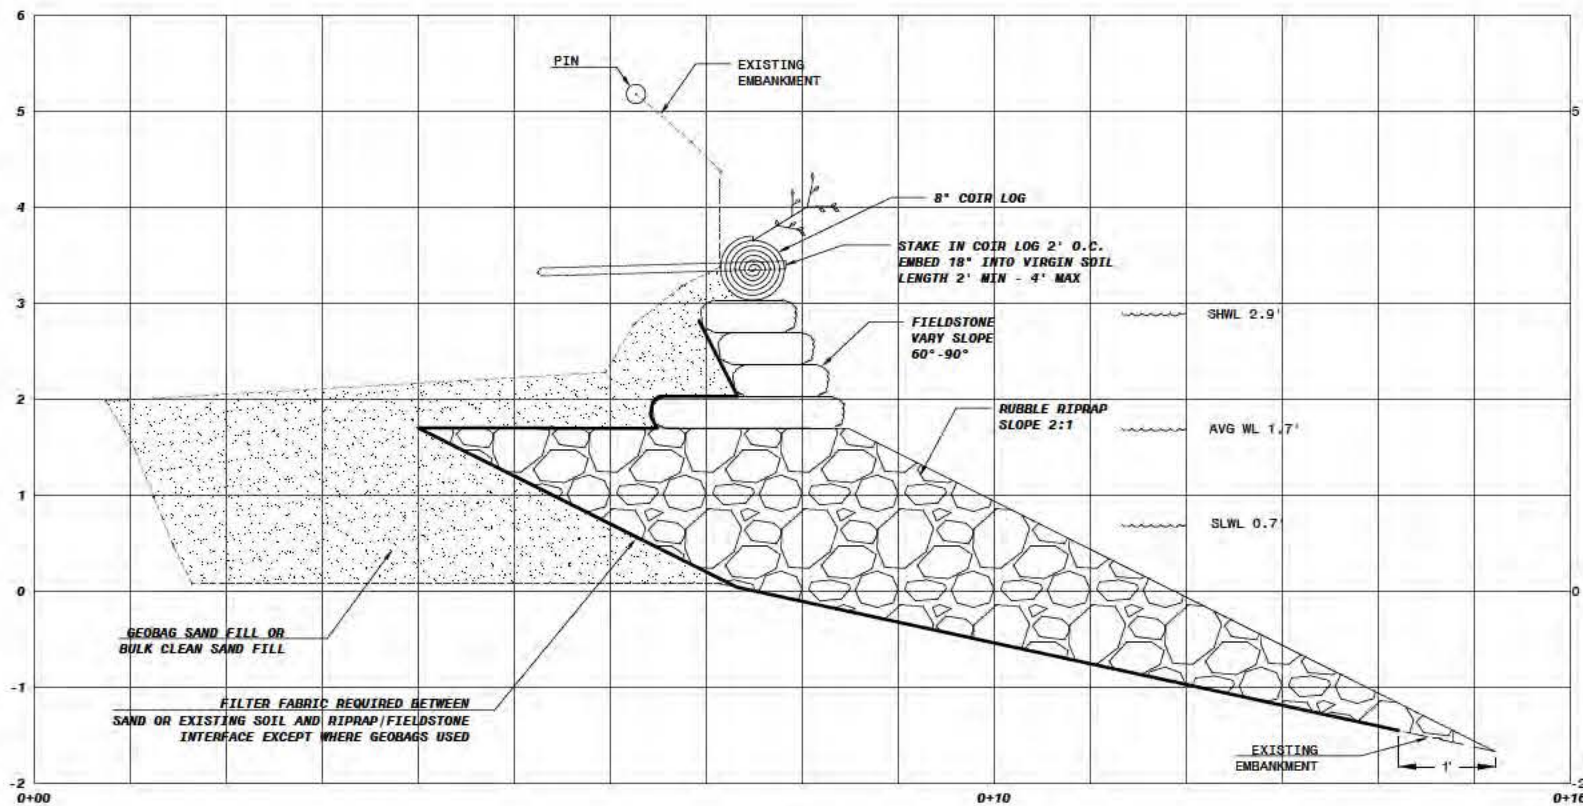 6
PIN
EXISTING
EMBANKMENT
5
5
4
8" COIR LOG
STAKE IN COIR LOG 2' O.C.
EMBED 18" INTO VIRGIN SOIL
LENGTH 2' MIN - 4' MAX
3
SHWL 2.9'
FIELDSTONE
VARY SLOPE
60°-90°
2
RUBBLE RIPRAP
SLOPE 2:1
AVG WL 1.7'
1
SLWL 0.7'
0
0
GEOBAG SAND FILL OR
BULK CLEAN SAND FILL
-1
FILTER FABRIC REQUIRED BETWEEN
SAND OR EXISTING SOIL AND RIPRAP/FIELDSTONE
INTERFACE EXCEPT WHERE GEOBAGS USED
EXISTING
EMBANKMENT
1'
-2
-2
0+00
0+10
0+16